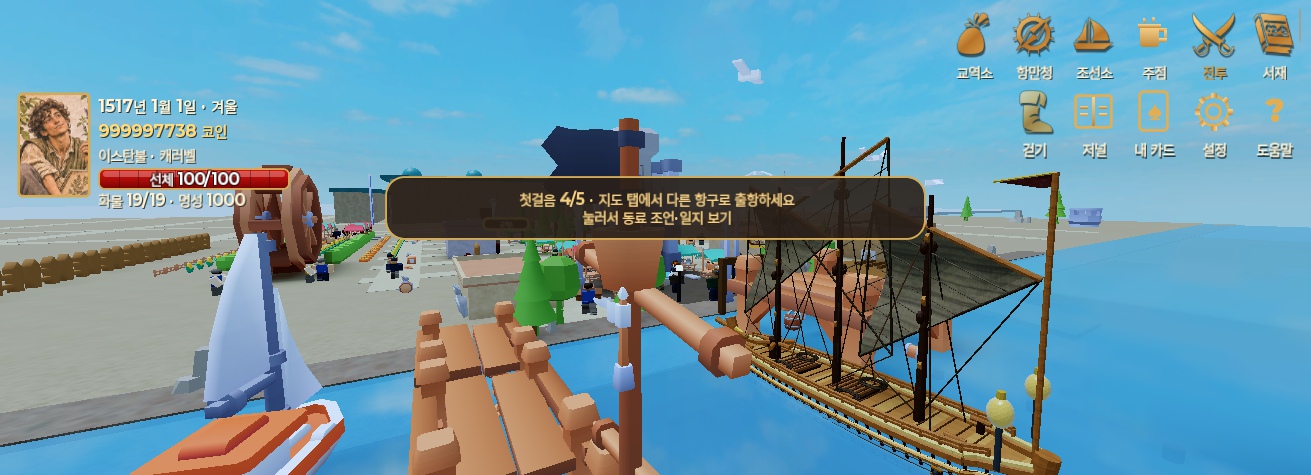 교역소
항만청
조선소
주점
전투
서재
걷기
저널
내 카드
설정
도움말
1517년 1월 1일 · 겨울
999997738 코인
이스탄불 · 캐러벨
선체 100/100
화물 19/19 · 명성 1000
첫걸음 4/5 · 지도 탭에서 다른 항구로 출항하세요
눌러서 동료 조언·일지 보기